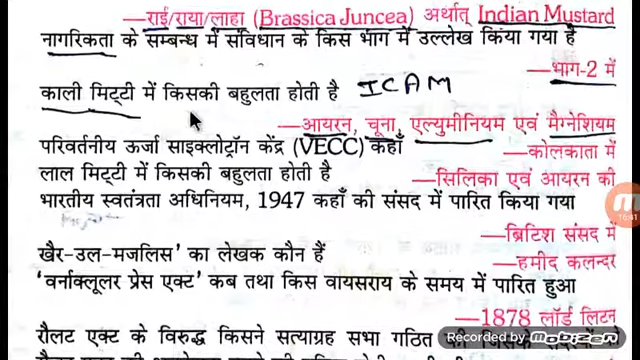 —राई/राया/लाहा (Brassica Juncea) अर्थात् Indian Mustard
नागरिकता के सम्बन्ध में संविधान के किस भाग में उल्लेख किया गया है
—भाग-2 में
काली मिट्टी में किसकी बहुलता होती है ICAM
—आयरन, चूना, एल्युमीनियम एवं मैग्नेशियम
परिवर्तनीय ऊर्जा साइक्लोट्रॉन केंद्र (VECC) कहाँ —कोलकाता में
लाल मिट्टी में किसकी बहुलता होती है —सिलिका एवं आयरन की
भारतीय स्वतंत्रता अधिनियम, 1947 कहाँ की संसद में पारित किया गया
16:41
—ब्रिटिश संसद में
खैर-उल-मजलिस' का लेखक कौन हैं —हमीद कलन्दर
'वर्नाक्लूलर प्रेस एक्ट' कब तथा किस वायसराय के समय में पारित हुआ
—1878 लॉर्ड लिटन
रौलट एक्ट के विरुद्ध किसने सत्याग्रह सभा गठित
Recorded by MOBIZEN